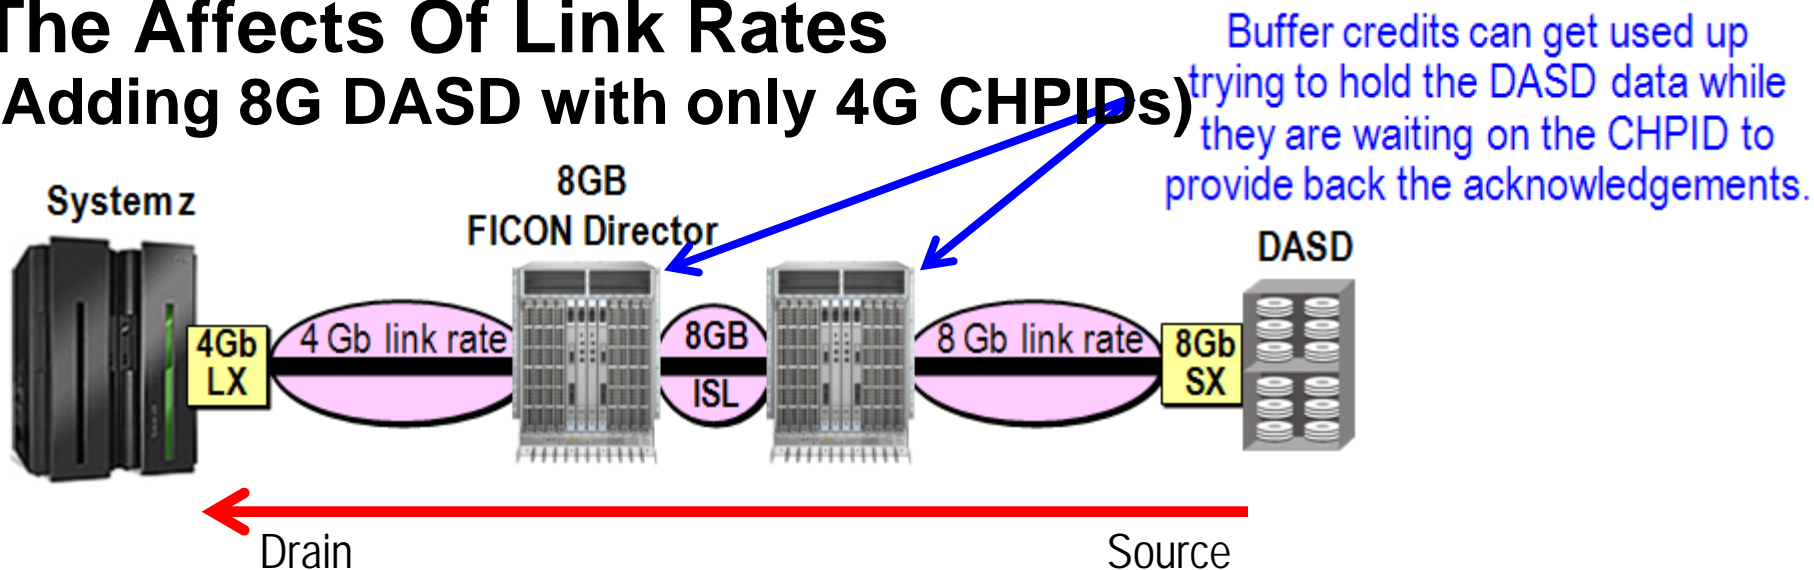 The Affects Of Link Rates
Adding 8G DASD with only 4G CHPIDs)
Buffer credits can get used up
trying to hold the DASD data while
they are waiting on the CHPID to
provide back the acknowledgements.
System z
8GB
FICON Director
DASD
4Gb
LX
4 Gb link rate
8GB
ISL
8 Gb link rate
8Gb
SX
Drain
Source